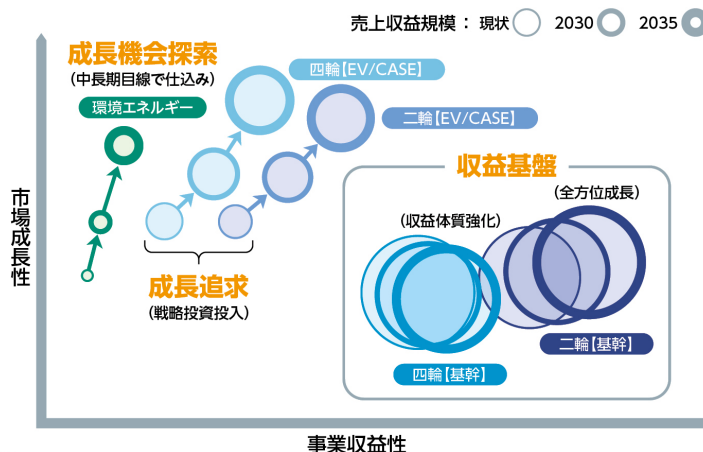 売上収益規模： 現状 2030 2035
成長機会探索
(中長期目線で仕込み)
環境エネルギー
四輪【EV/CASE】
二輪【EV/CASE】
収益基盤
(全方位成長)
(収益体質強化)
成長追求
(戦略投資投入)
二輪【基幹】
四輪【基幹】
市場成長性
事業収益性